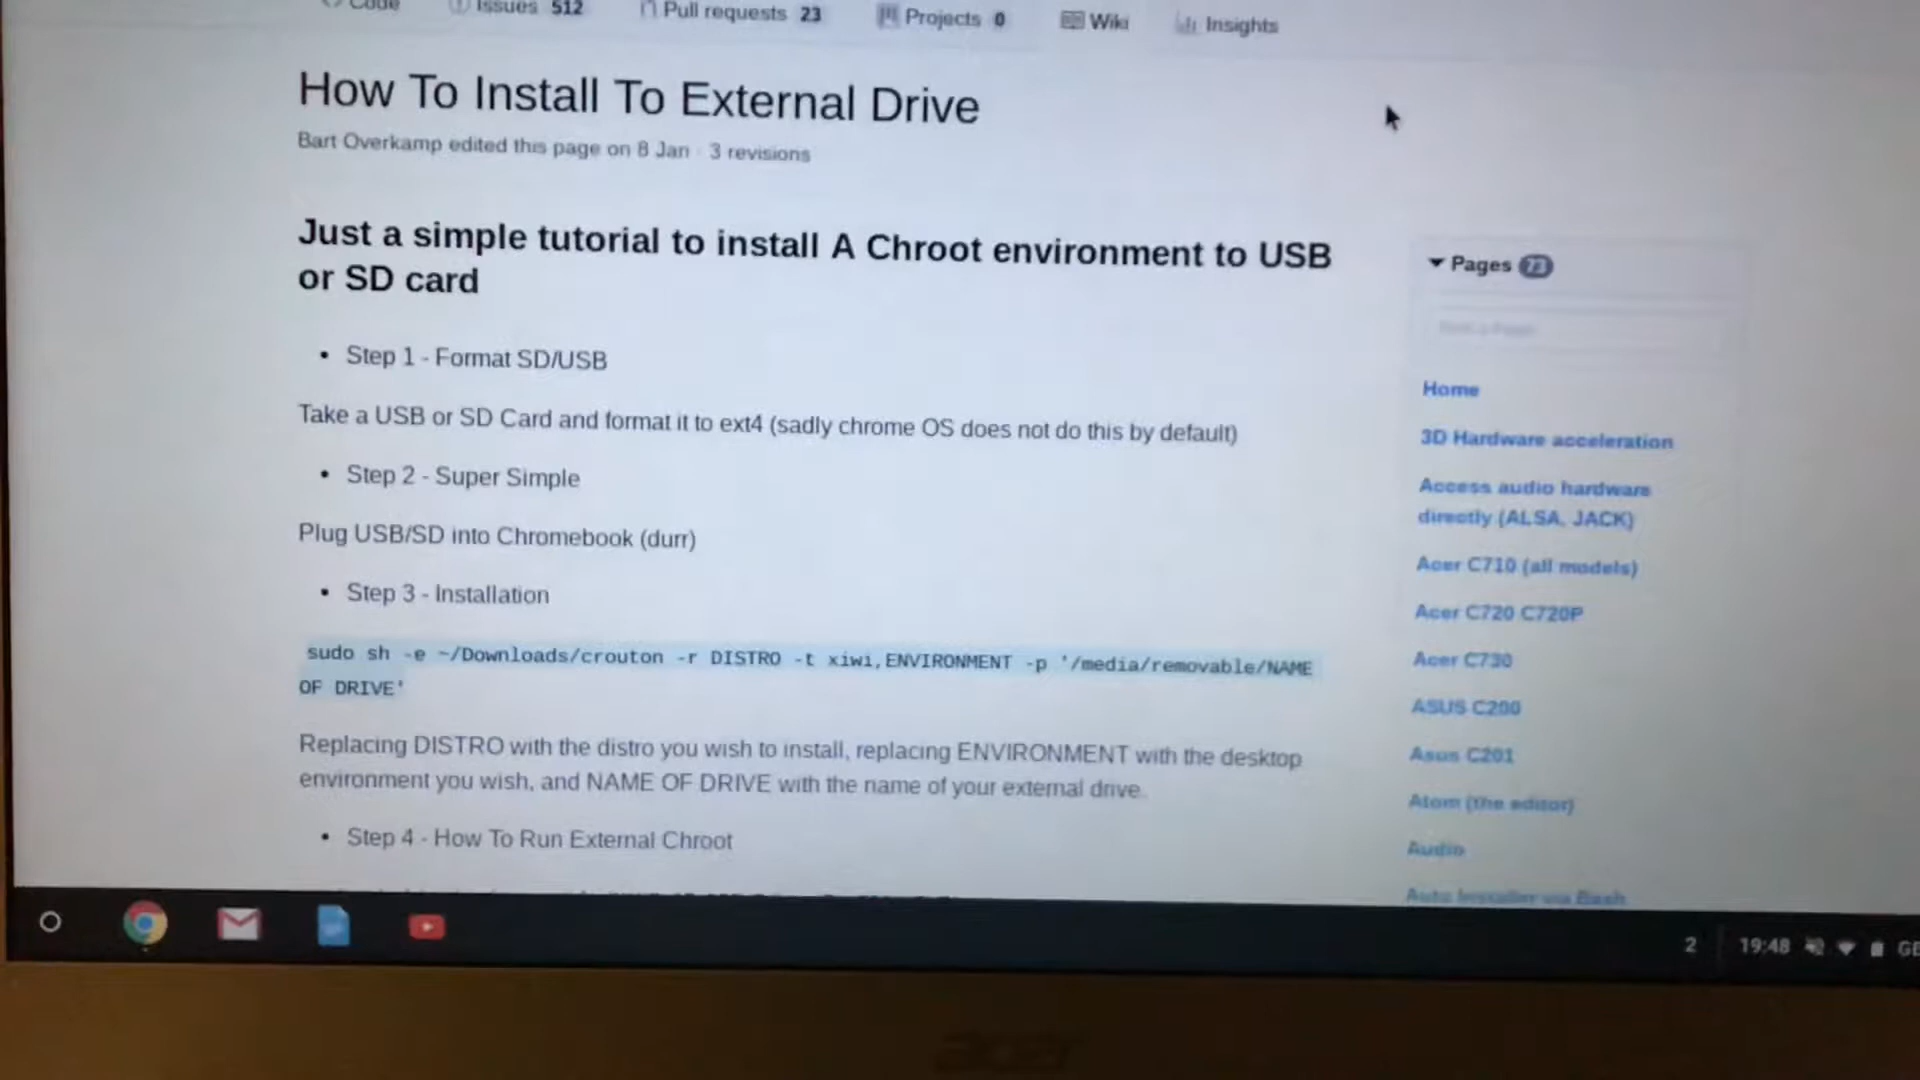 Code Issues 512 Pull requests 23 Projects 0 Wiki Insights
How To Install To External Drive
Bart Overkamp edited this page on 8 Jan · 3 revisions
Just a simple tutorial to install A Chroot environment to USB
or SD card
• Step 1 - Format SD/USB
Take a USB or SD Card and format it to ext4 (sadly chrome OS does not do this by default)
• Step 2 - Super Simple
Plug USB/SD into Chromebook (durr)
• Step 3 - Installation
sudo sh -e ~/Downloads/crouton -r DISTRO -t xiwi,ENVIRONMENT -p '/media/removable/NAME
OF DRIVE'
Replacing DISTRO with the distro you wish to install, replacing ENVIRONMENT with the desktop
environment you wish, and NAME OF DRIVE with the name of your external drive.
• Step 4 - How To Run External Chroot
Pages
Home
3D Hardware acceleration
Access audio hardware
directly (ALSA, JACK)
Acer C710 (all models)
Acer C720 C720P
Acer C730
ASUS C200
Asus C201
Atom (the editor)
Audio
Auto Installer via Bash
2 19:48
acer